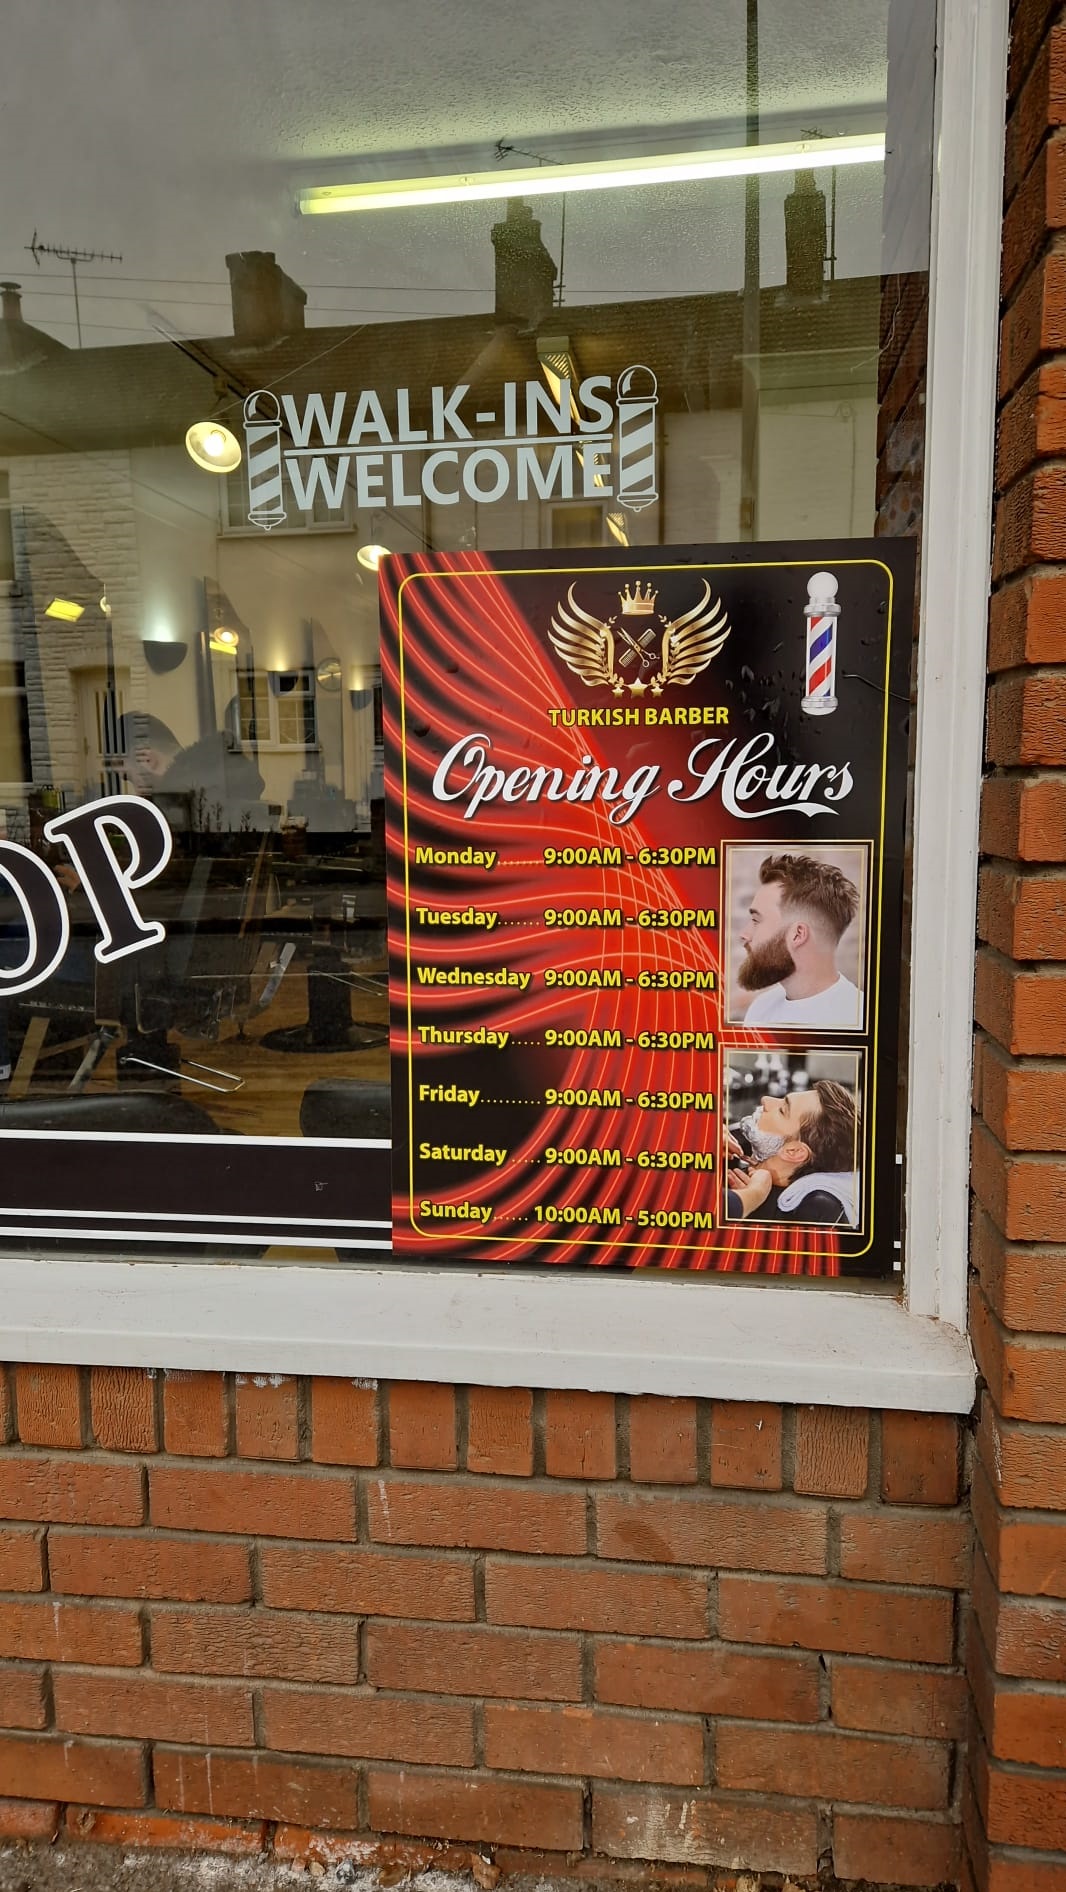 WALK-INS
WELCOME
TURKISH BARBER
Opening Hours
Monday....... 9:00AM - 6:30PM
Tuesday....... 9:00AM - 6:30PM
Wednesday 9:00AM - 6:30PM
Thursday..... 9:00AM - 6:30PM
Friday.......... 9:00AM - 6:30PM
Saturday ..... 9:00AM - 6:30PM
Sunday...... 10:00AM - 5:00PM
OP